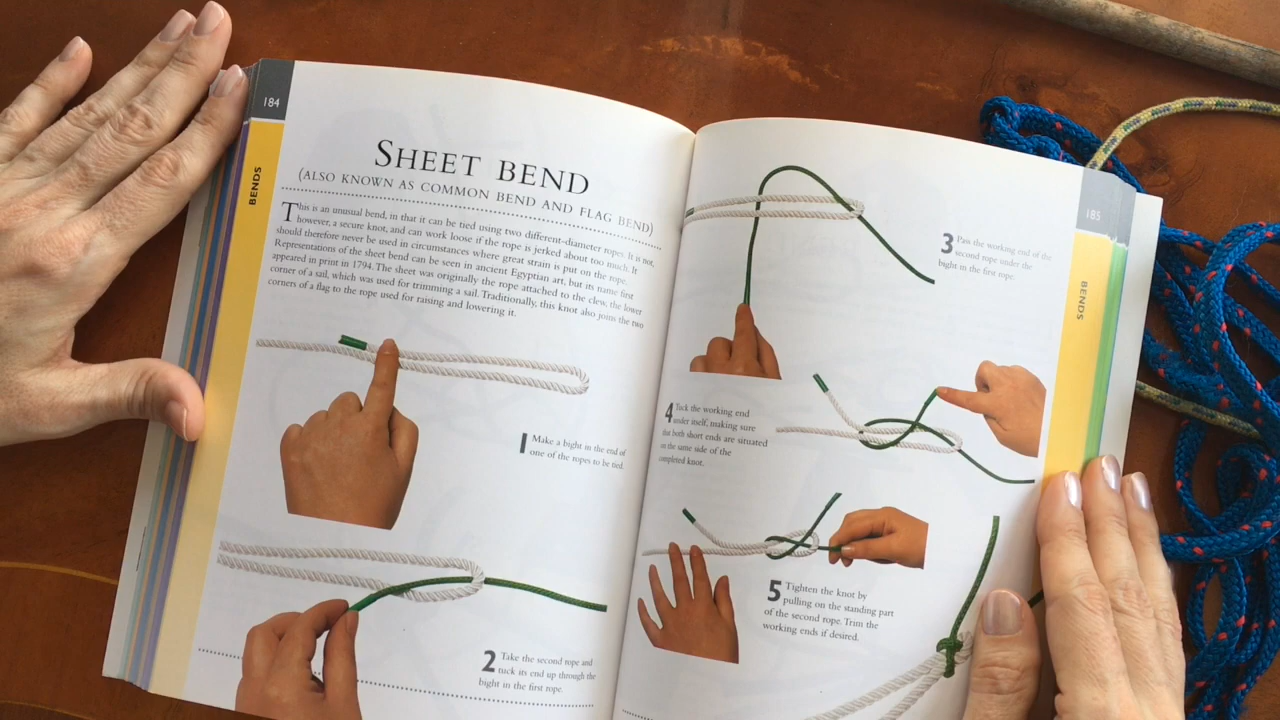 184
BENDS
SHEET BEND
(ALSO KNOWN AS COMMON BEND AND FLAG BEND)
This is an unusual bend, in that it can be tied using two different-diameter ropes. It is not,
however, a secure knot, and can work loose if the rope is jerked about too much. It
should therefore never be used in circumstances where great strain is put on the rope.
Representations of the sheet bend can be seen in ancient Egyptian art, but its name first
appeared in print in 1794. The sheet was originally the rope attached to the clew, the lower
corner of a sail, which was used for trimming a sail. Traditionally, this knot also joins the two
corners of a flag to the rope used for raising and lowering it.
1 Make a bight in the end of
one of the ropes to be tied.
2 Take the second rope and
tuck its end up through the
bight in the first rope.
185
BENDS
3 Pass the working end of the
second rope under the
bight in the first rope.
4 Tuck the working end
under itself, making sure
that both short ends are situated
on the same side of the
completed knot.
5 Tighten the knot by
pulling on the standing part
of the second rope. Trim the
working ends if desired.